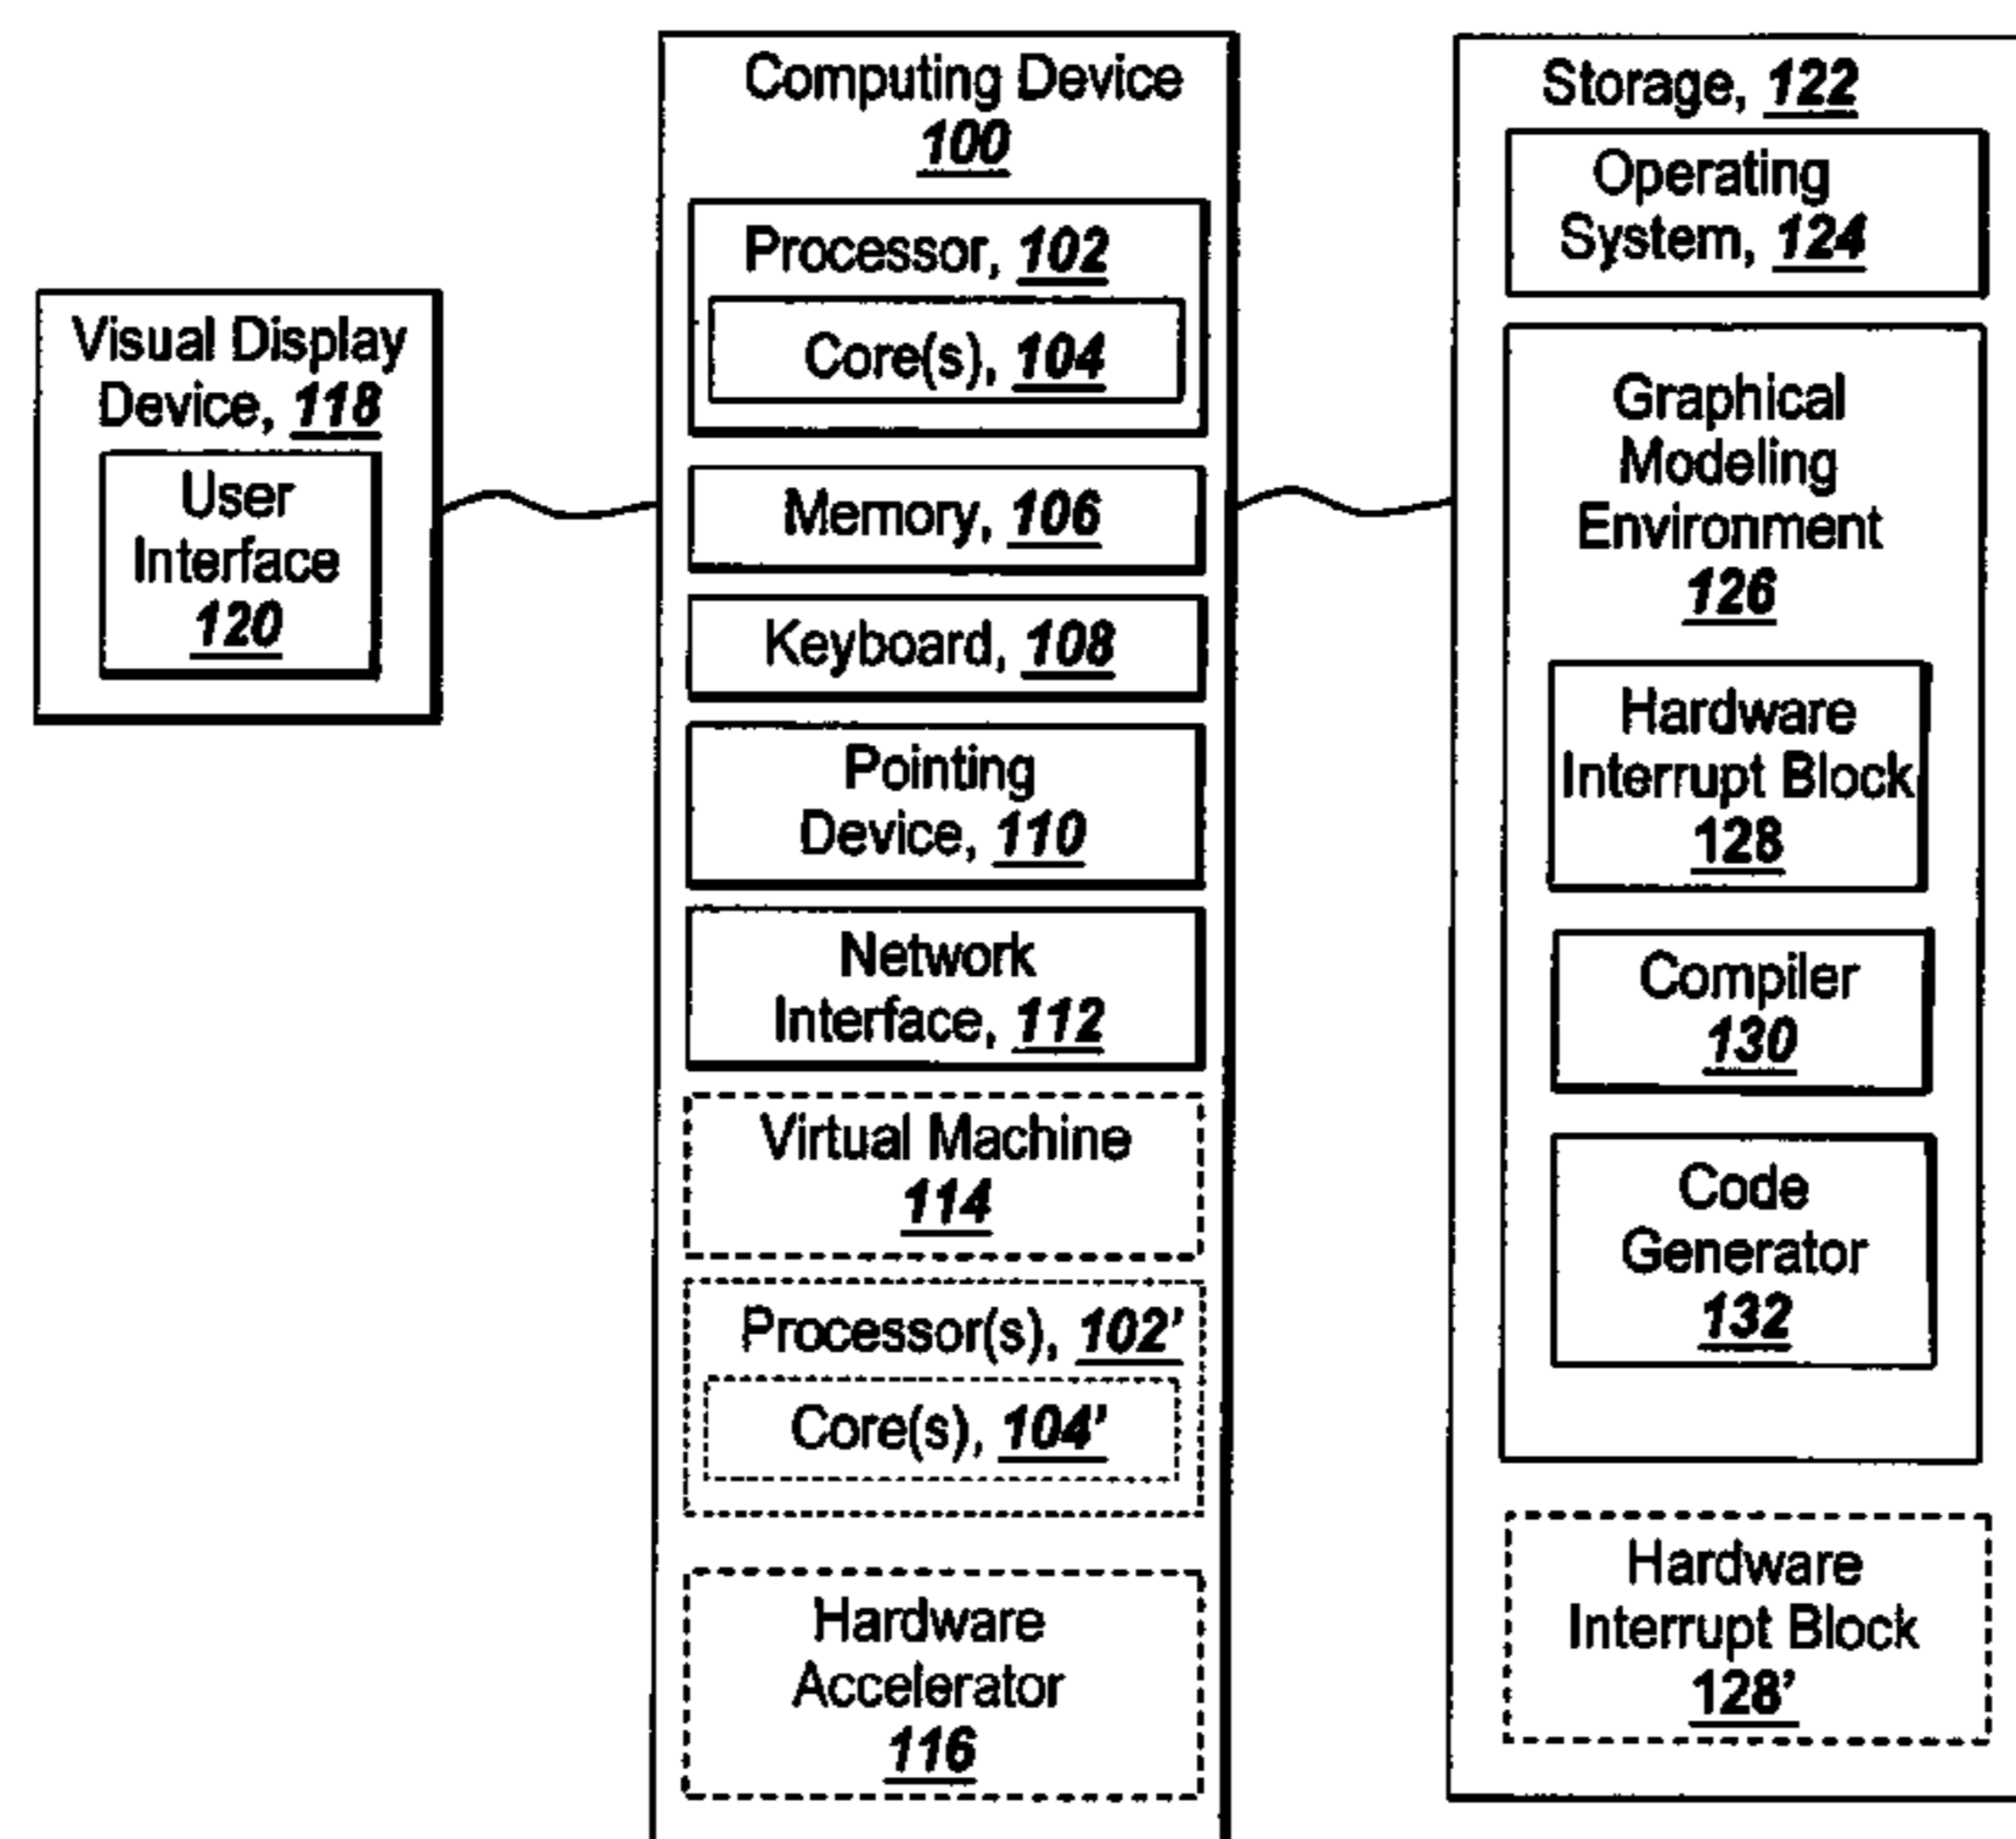 Visual Display
Device, 118
User
Interface
120
Computing Device
100
Processor, 102
Core(s), 104
Memory, 106
Keyboard, 108
Pointing
Device, 110
Network
Interface, 112
Virtual Machine
114
Processor(s), 102'
Core(s), 104'
Hardware
Accelerator
116
Storage, 122
Operating
System, 124
Graphical
Modeling
Environment
126
Hardware
Interrupt Block
128
Compiler
130
Code
Generator
132
Hardware
Interrupt Block
128'